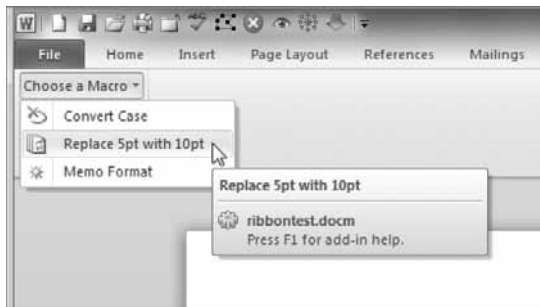 W
File Home Insert Page Layout References Mailings
Choose a Macro
Convert Case
Replace 5pt with 10pt
Memo Format
Replace 5pt with 10pt
ribbontest.docm
Press F1 for add-in help.